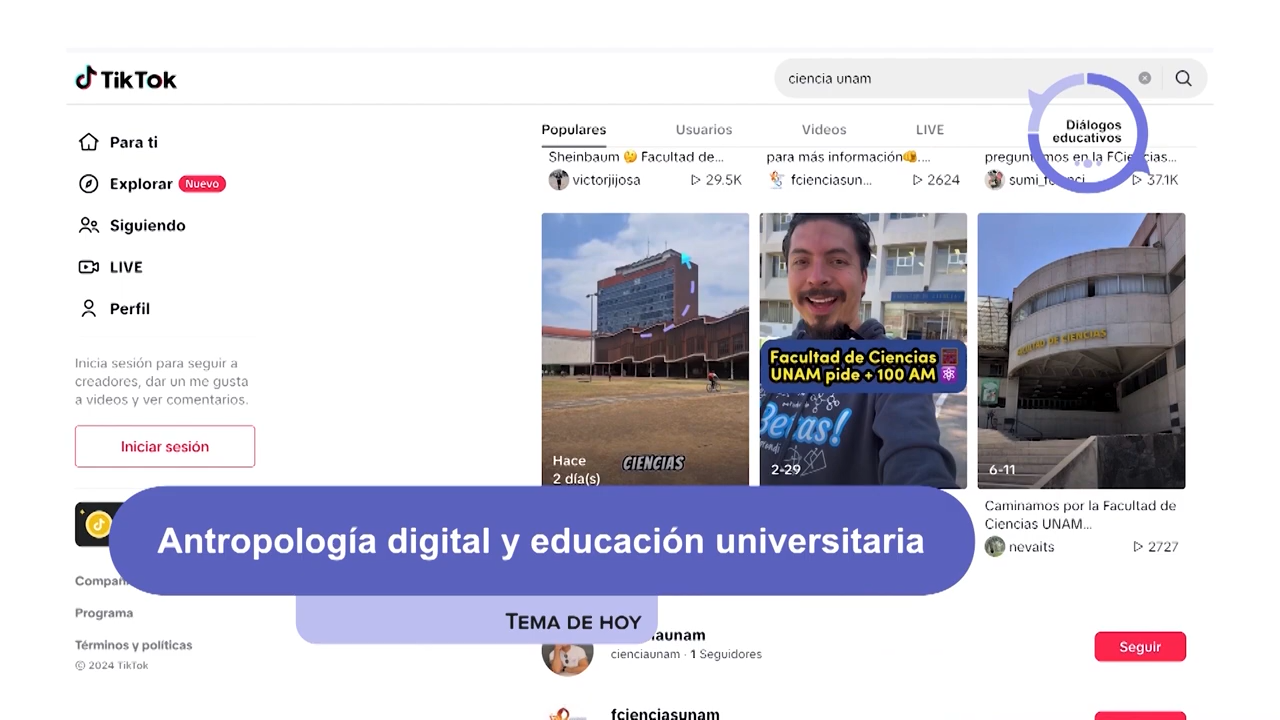 TikTok
ciencia unam
Diálogos
educativos
Para ti
Explorar Nuevo
Siguiendo
LIVE
Perfil
Inicia sesión para seguir a
creadores, dar un me gusta
a videos y ver comentarios.
Iniciar sesión
Programa
Términos y políticas
© 2024 TikTok
Populares Usuarios Videos LIVE
Sheinbaum 🤔 Facultad de...
victorjijosa 29.5K
para más información👊....
fcienciasun... 2624
en la
37.1K
Hace
2 día(s)
CIENCIAS
Facultad de Ciencias
UNAM pide + 100 AM
2-29
FACULTAD DE CIENCIAS
6-11
Caminamos por la Facultad de
Ciencias UNAM...
nevaits 2727
Antropología digital y educación universitaria
TEMA DE HOY
cienciaunam · 1 Seguidores
Seguir
fcienciasunam